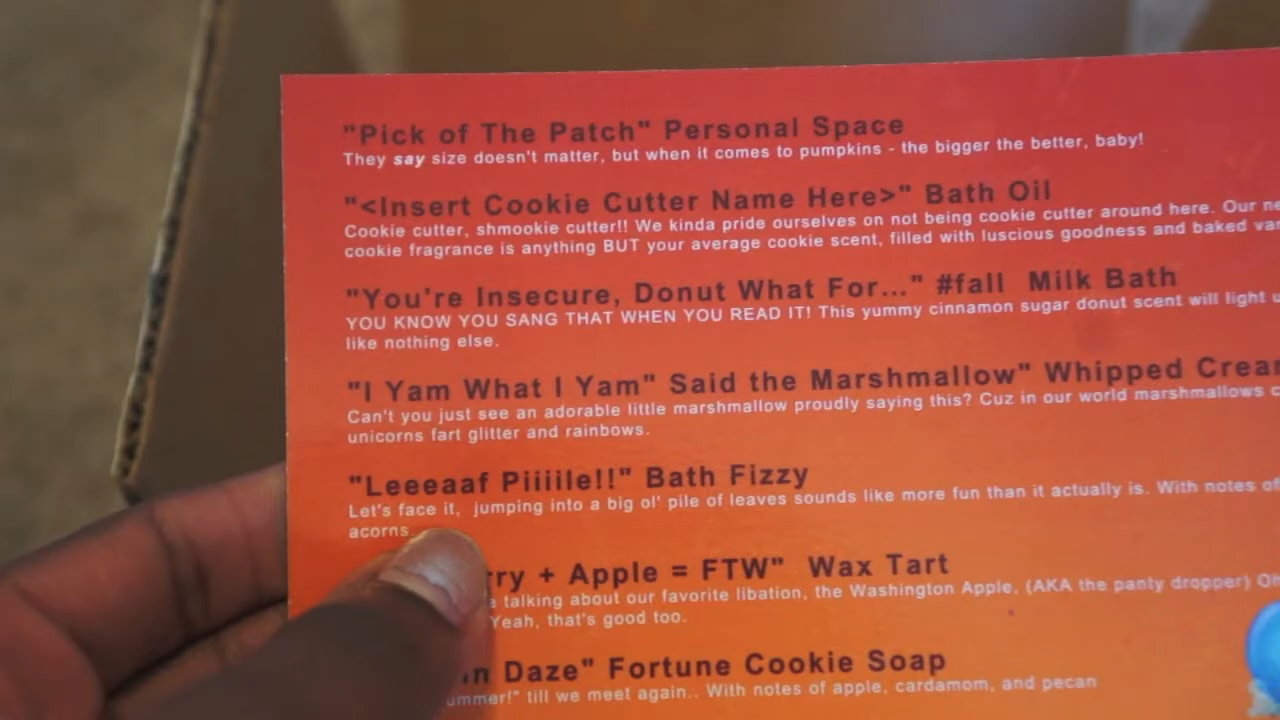 "Pick of The Patch" Personal Space
They say size doesn't matter, but when it comes to pumpkins - the bigger the better, baby!
"<Insert Cookie Cutter Name Here>" Bath Oil
Cookie cutter, shmookie cutter!! We kinda pride ourselves on not being cookie cutter around here. Our
cookie fragrance is anything BUT your average cookie scent, filled with luscious goodness and baked
"You're Insecure, Donut What For..." #fall Milk Bath
YOU KNOW YOU SANG THAT WHEN YOU READ IT! This yummy cinnamon sugar donut scent will light
like nothing else.
"I Yam What I Yam" Said the Marshmallow" Whipped
Can't you just see an adorable little marshmallow proudly saying this? Cuz in our world marshmallows
unicorns fart glitter and rainbows.
"Leeeaaf Piiiile!!" Bath Fizzy
Let's face it, jumping into a big ol' pile of leaves sounds like more fun than it actually is. With notes of
acorns
+ Apple = FTW" Wax Tart
talking about our favorite libation, the Washington Apple, (AKA the panty dropper)
Yeah, that's good too.
Daze" Fortune Cookie Soap
till we meet again.. With notes of apple, cardamom, and pecan